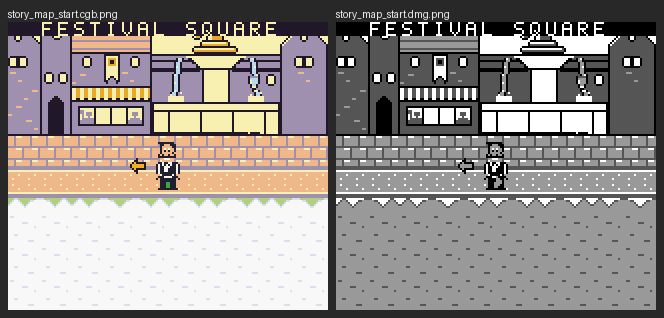 story_map_start.cgb.png
story_map_start.dmg.png
FESTIVAL SQUARE
FESTIVAL SQUARE